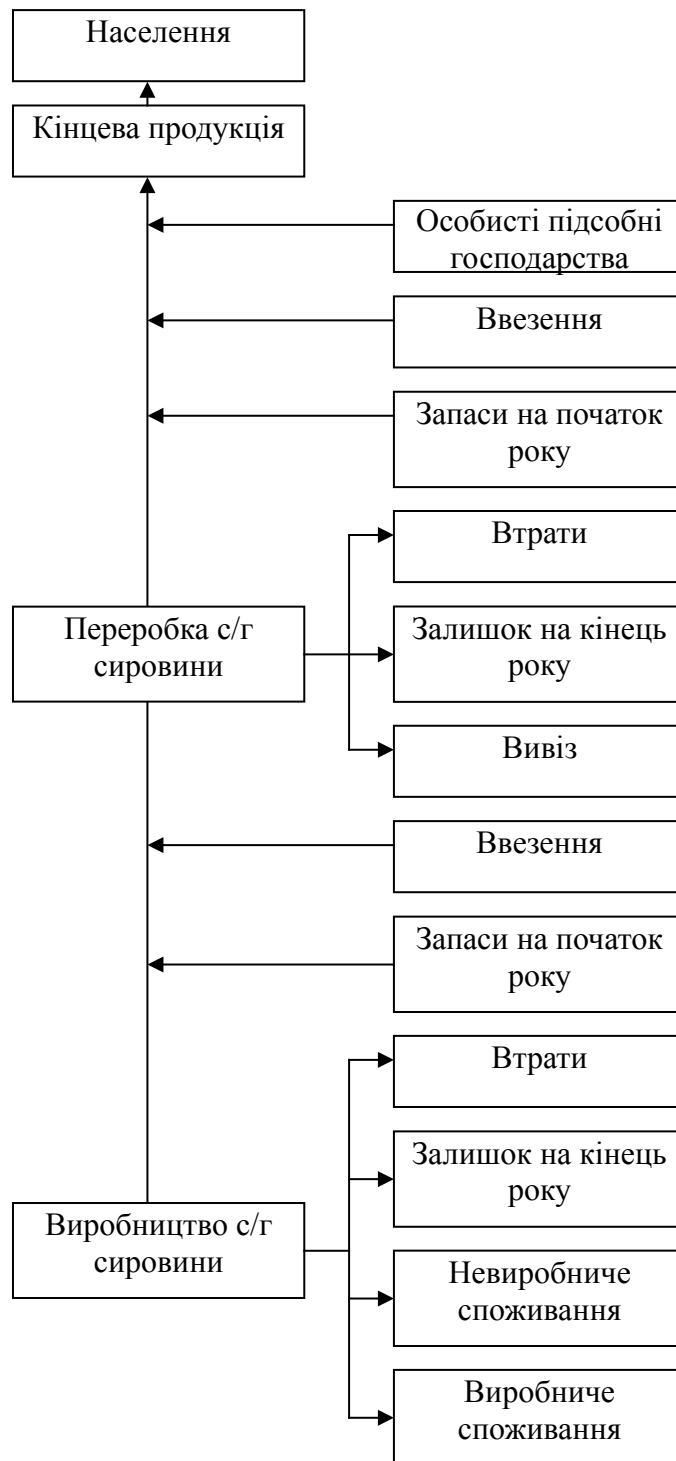 Населення
Кінцева продукція
Особисті підсобні
господарства
Ввезення
Запаси на початок
року
Втрати
Переробка с/г
сировини
Залишок на кінець
року
Вивіз
Ввезення
Запаси на початок
року
Втрати
Залишок на кінець
року
Виробництво с/г
сировини
Невиробниче
споживання
Виробниче
споживання